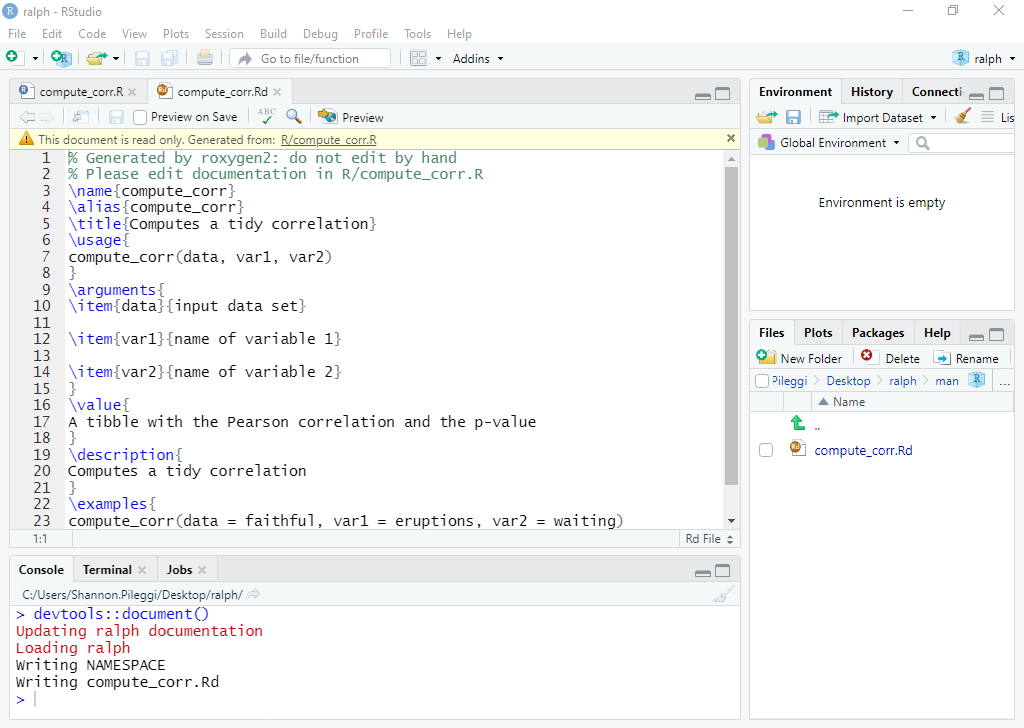 ralph - RStudio
File Edit Code View Plots Session Build Debug Profile Tools Help
Go to file/function Addins ralph
compute_corr.R compute_corr.Rd
Preview on Save ABC Preview
This document is read only. Generated from: R/compute_corr.R
1 % Generated by roxygen2: do not edit by hand
2 % Please edit documentation in R/compute_corr.R
3 \name{compute_corr}
4 \alias{compute_corr}
5 \title{Computes a tidy correlation}
6 \usage{
7 compute_corr(data, var1, var2)
8 }
9 \arguments{
10 \item{data}{input data set}
11
12 \item{var1}{name of variable 1}
13
14 \item{var2}{name of variable 2}
15 }
16 \value{
17 A tibble with the Pearson correlation and the p-value
18 }
19 \description{
20 Computes a tidy correlation
21 }
22 \examples{
23 compute_corr(data = faithful, var1 = eruptions, var2 = waiting)
1:1 Rd File
Console Terminal Jobs
C:/Users/Shannon.Pileggi/Desktop/ralph/
> devtools::document()
Updating ralph documentation
Loading ralph
Writing NAMESPACE
Writing compute_corr.Rd
>
Environment History Connecti
Import Dataset Lis
Global Environment
Environment is empty
Files Plots Packages Help
New Folder Delete Rename
Pileggi Desktop ralph man ...
Name
..
compute_corr.Rd